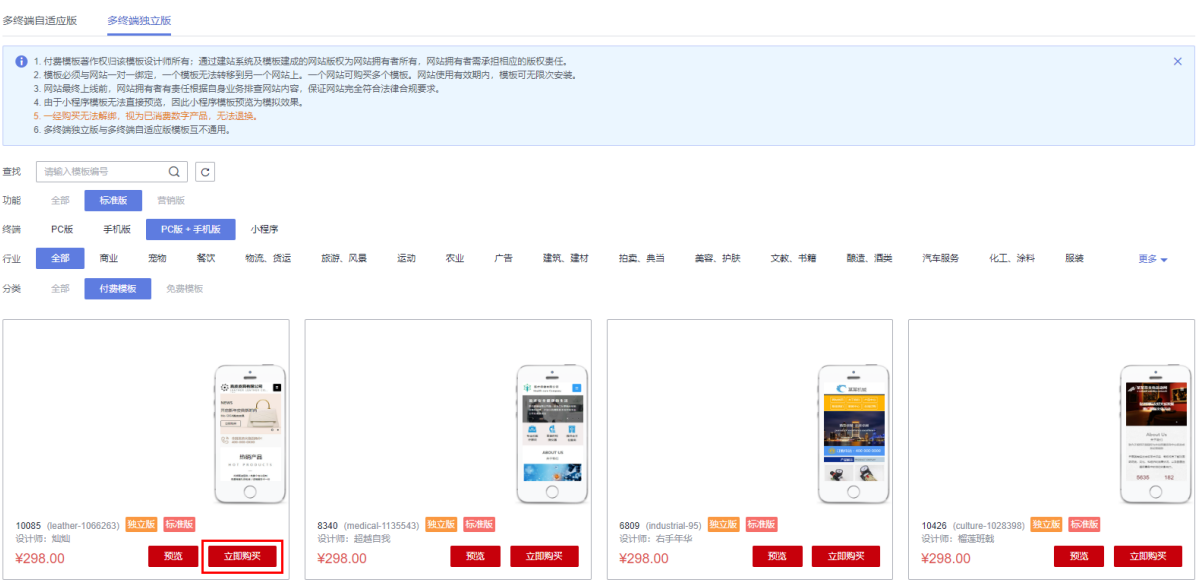 多终端自适应版 多终端独立版
1. 付费模板著作权归该模板设计师所有；通过建站系统及模板建成的网站版权为网站拥有者所有，网站拥有者需承担相应的版权责任。
2. 模板必须与网站一对一绑定，一个模板无法转移到另一个网站上。一个网站可购买多个模板。网站使用有效期内，模板可无限次安装。
3. 网站最终上线前，网站拥有者有责任根据自身业务排查网站内容，保证网站完全符合法律合规要求。
4. 由于小程序模板无法直接预览，因此小程序模板预览为模拟效果。
5. 一经购买无法解绑，视为已消费数字产品，无法退换。
6. 多终端独立版与多终端自适应版模板互不通用。
查找 请输入模板编号
功能 全部 标准版 营销版
终端 PC版 手机版 PC版 + 手机版 小程序
行业 全部 商业 宠物 餐饮 物流、货运 旅游、风景 运动 农业 广告 建筑、建材 拍卖、典当 美容、护肤 文教、书籍 酿造、酒类 汽车服务 化工、涂料 服装 更多
分类 全部 付费模板 免费模板
NEWS
热销产品
HOT PRODUCTS
ABOUT US
About Us
8636 162
10085 (leather-1066263) 独立版 标准版
设计师：灿灿
¥298.00 预览 立即购买
8340 (medical-1135543) 独立版 标准版
设计师：超越自我
¥298.00 预览 立即购买
6809 (industrial-95) 独立版 标准版
设计师：右手年华
¥298.00 预览 立即购买
10426 (culture-1028398) 独立版 标准版
设计师：榴莲班戟
¥298.00 预览 立即购买